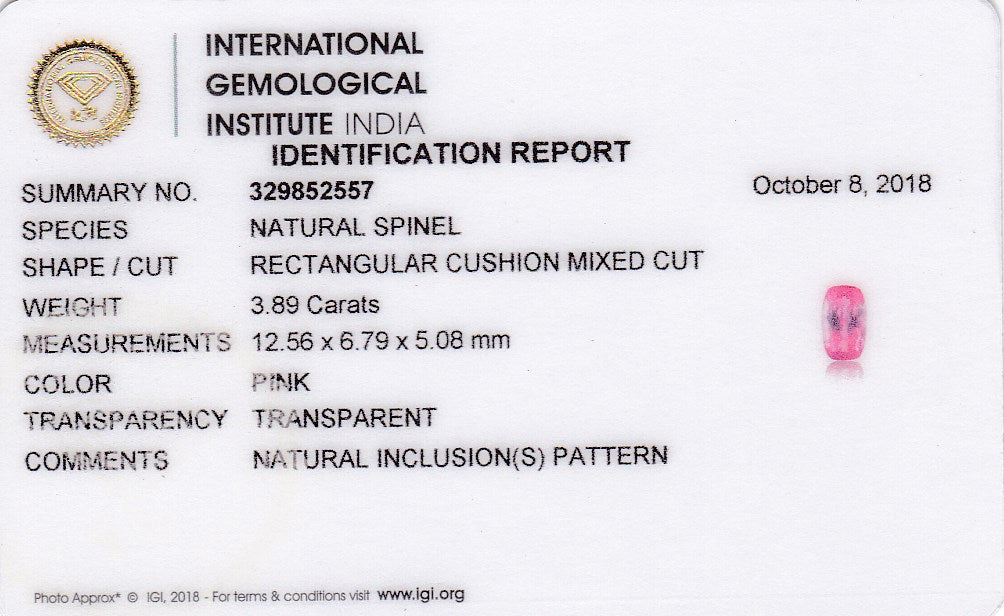 INTERNATIONAL
GEMOLOGICAL
INSTITUTE INDIA
IDENTIFICATION REPORT
October 8, 2018
SUMMARY NO. 329852557
SPECIES NATURAL SPINEL
SHAPE / CUT RECTANGULAR CUSHION MIXED CUT
WEIGHT 3.89 Carats
MEASUREMENTS 12.56 x 6.79 x 5.08 mm
COLOR PINK
TRANSPARENCY TRANSPARENT
COMMENTS NATURAL INCLUSION(S) PATTERN
Photo Approx* © IGI, 2018 - For terms & conditions visit www.igi.org